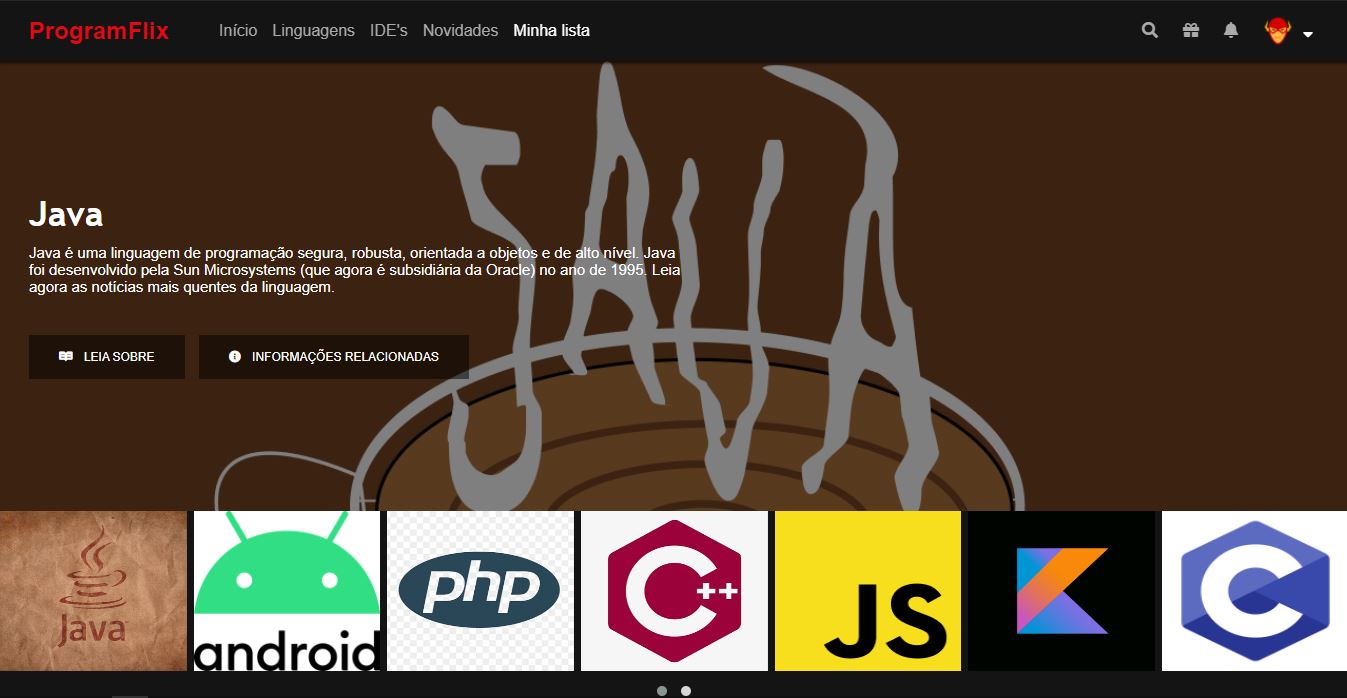 ProgramFlix Início Linguagens IDE's Novidades Minha lista
JAVA
Java
Java é uma linguagem de programação segura, robusta, orientada a objetos e de alto nível. Java
foi desenvolvido pela Sun Microsystems (que agora é subsidiária da Oracle) no ano de 1995. Leia
agora as notícias mais quentes da linguagem.
LEIA SOBRE INFORMAÇÕES RELACIONADAS
Java
android
php
C++
JS
C